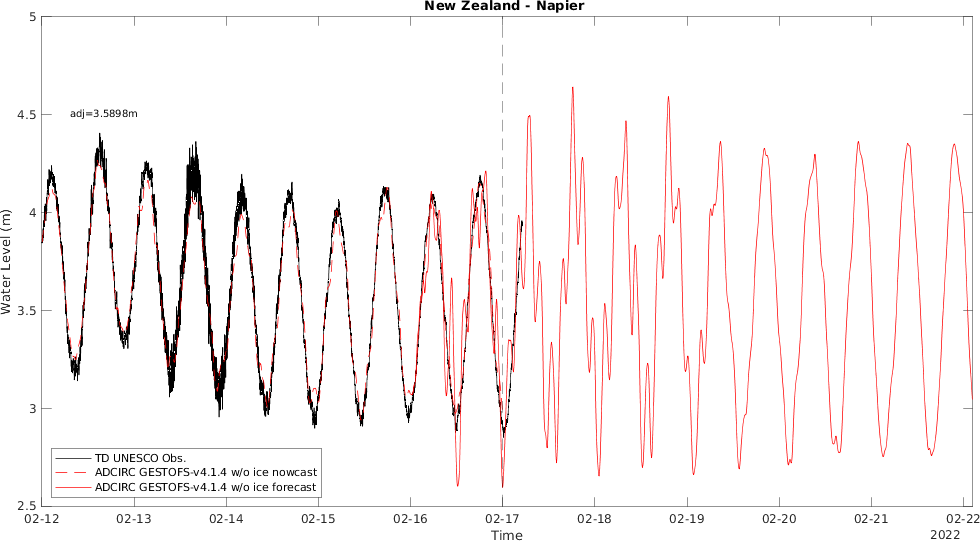 New Zealand - Napier
5
adj=3.5898m
4.5
4
Water Level (m)
3.5
3
TD UNESCO Obs.
ADCIRC GESTOFS-v4.1.4 w/o ice nowcast
ADCIRC GESTOFS-v4.1.4 w/o ice forecast
2.5
02-12 02-13 02-14 02-15 02-16 02-17 02-18 02-19 02-20 02-21 02-22
Time
2022